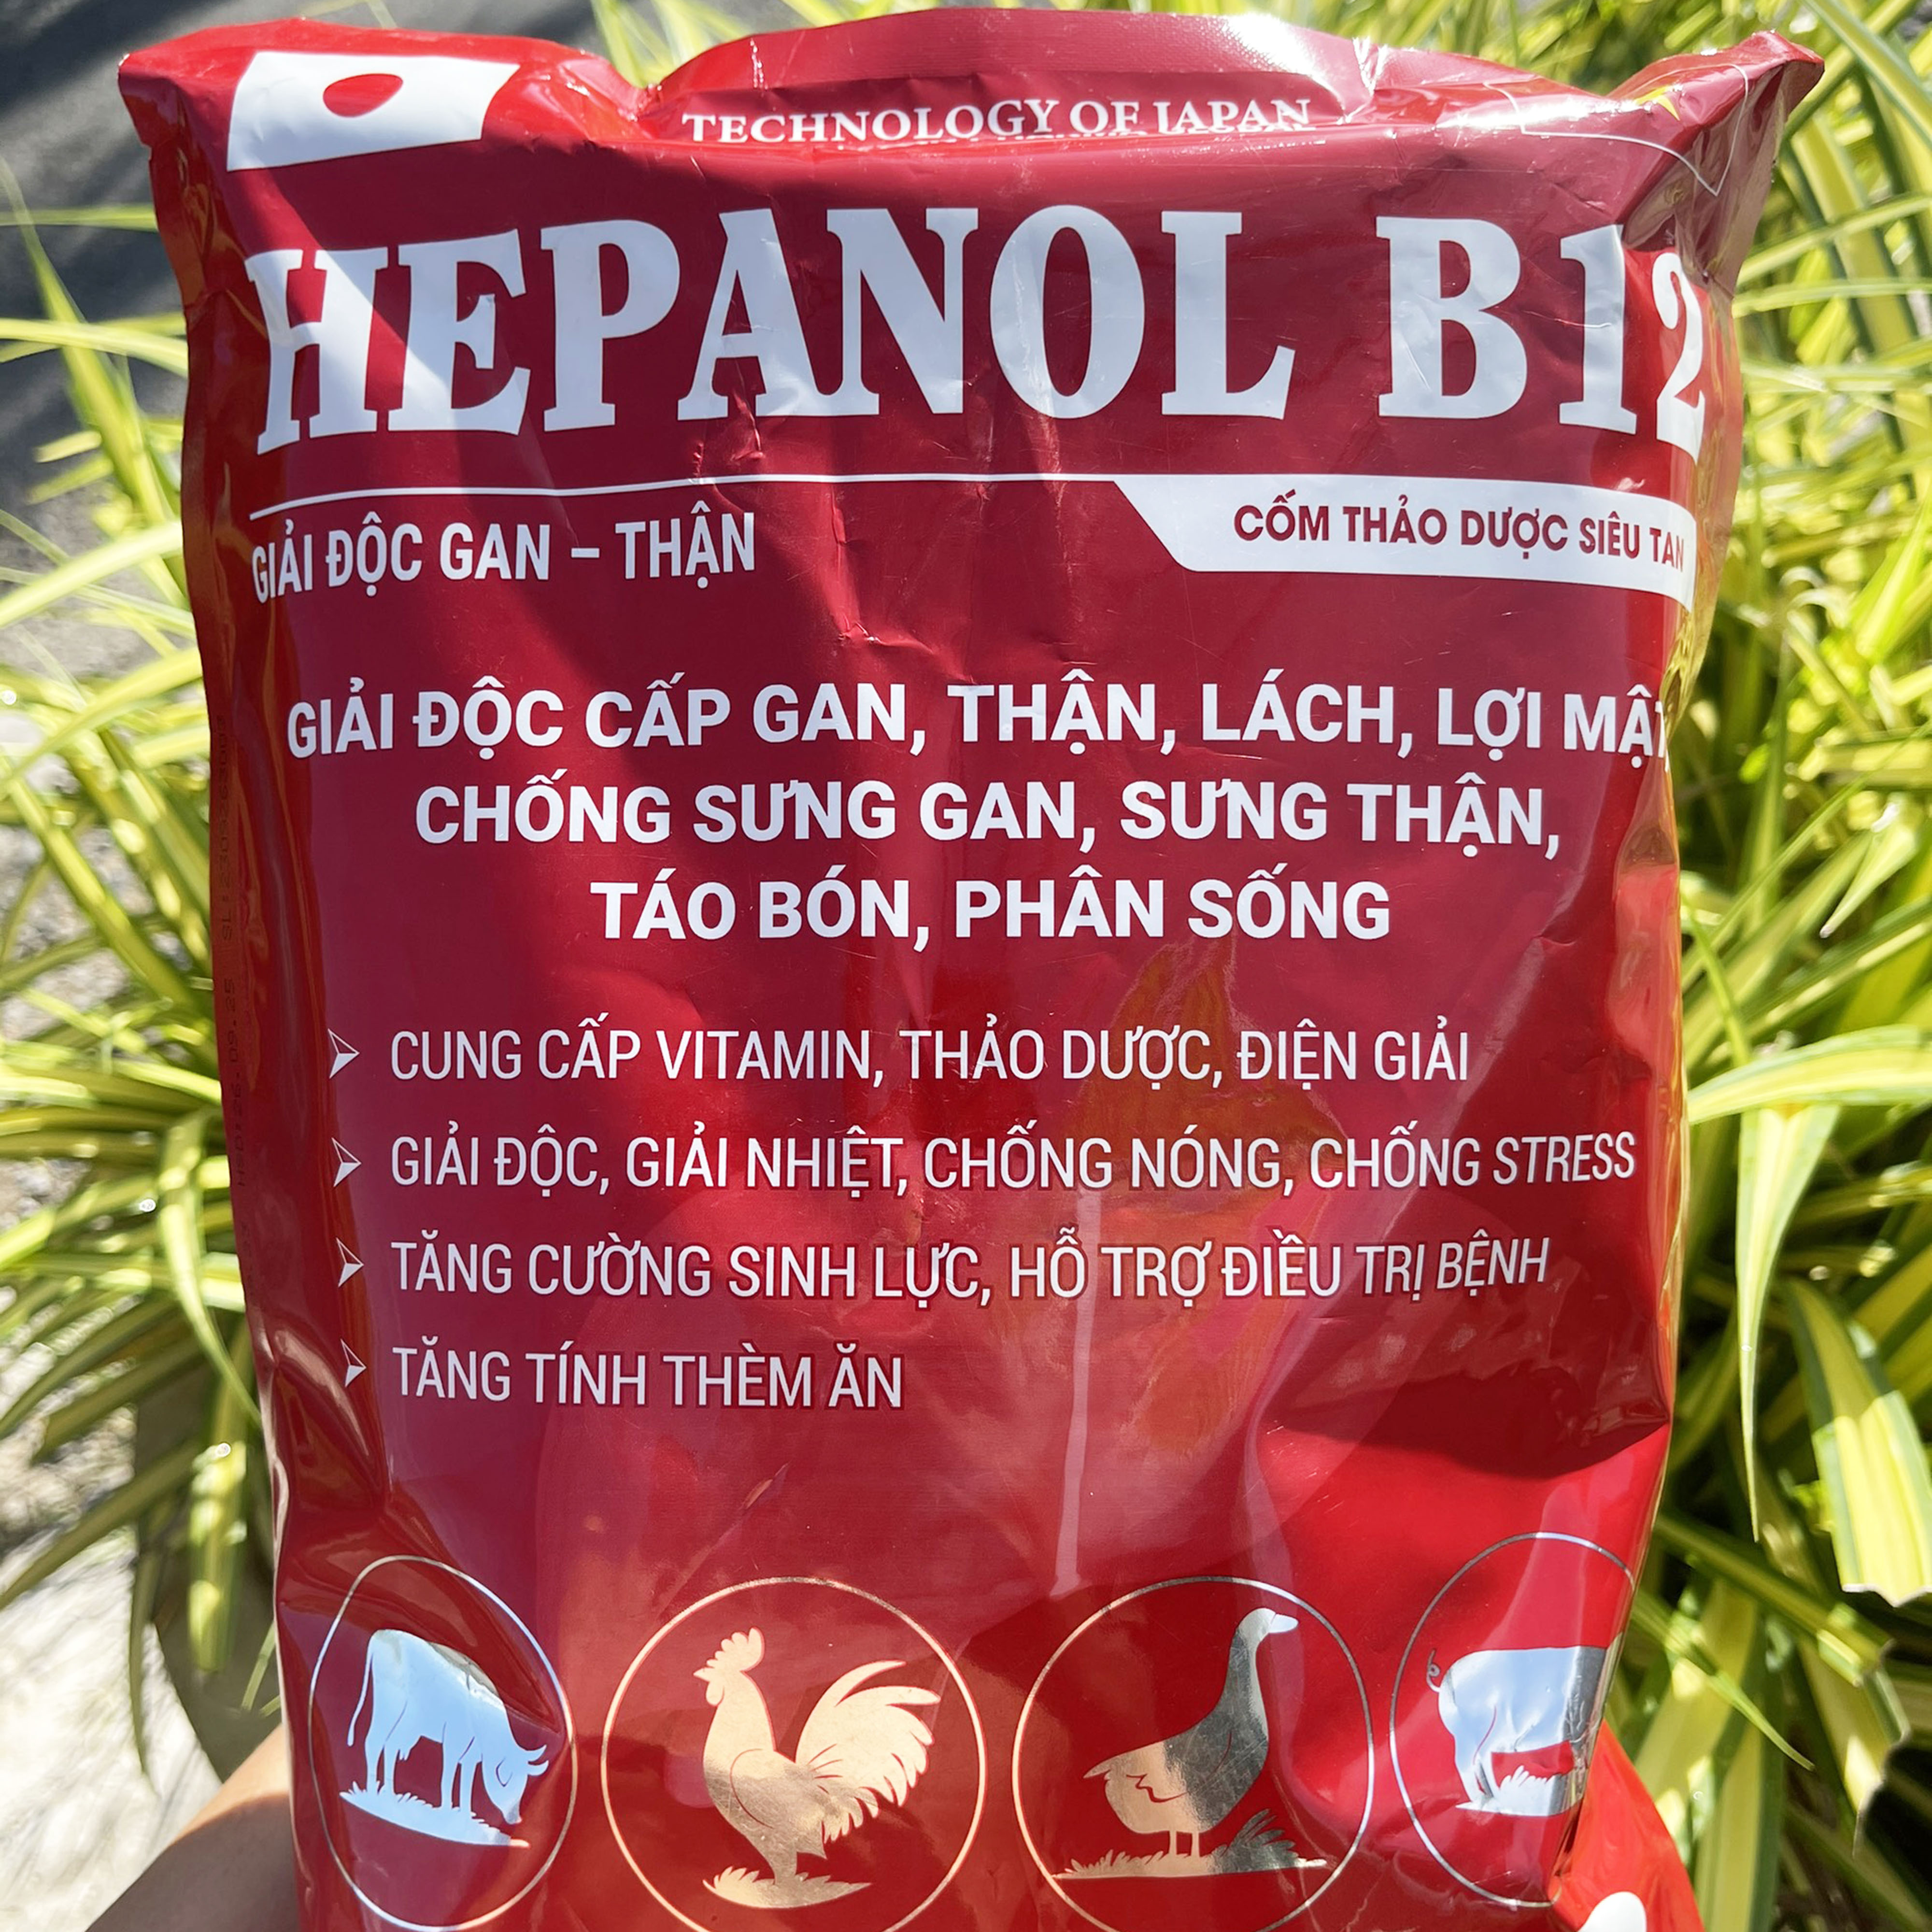 TECHNOLOGY OF JAPAN
HEPANOL B12
GIẢI ĐỘC GAN – THẬN
CỐM THẢO DƯỢC SIÊU TAN
GIẢI ĐỘC CẤP GAN, THẬN, LÁCH, LỢI MẬT,
CHỐNG SƯNG GAN, SƯNG THẬN,
TÁO BÓN, PHÂN SỐNG
CUNG CẤP VITAMIN, THẢO DƯỢC, ĐIỆN GIẢI
GIẢI ĐỘC, GIẢI NHIỆT, CHỐNG NÓNG, CHỐNG STRESS
TĂNG CƯỜNG SINH LỰC, HỖ TRỢ ĐIỀU TRỊ BỆNH
TĂNG TÍNH THÈM ĂN